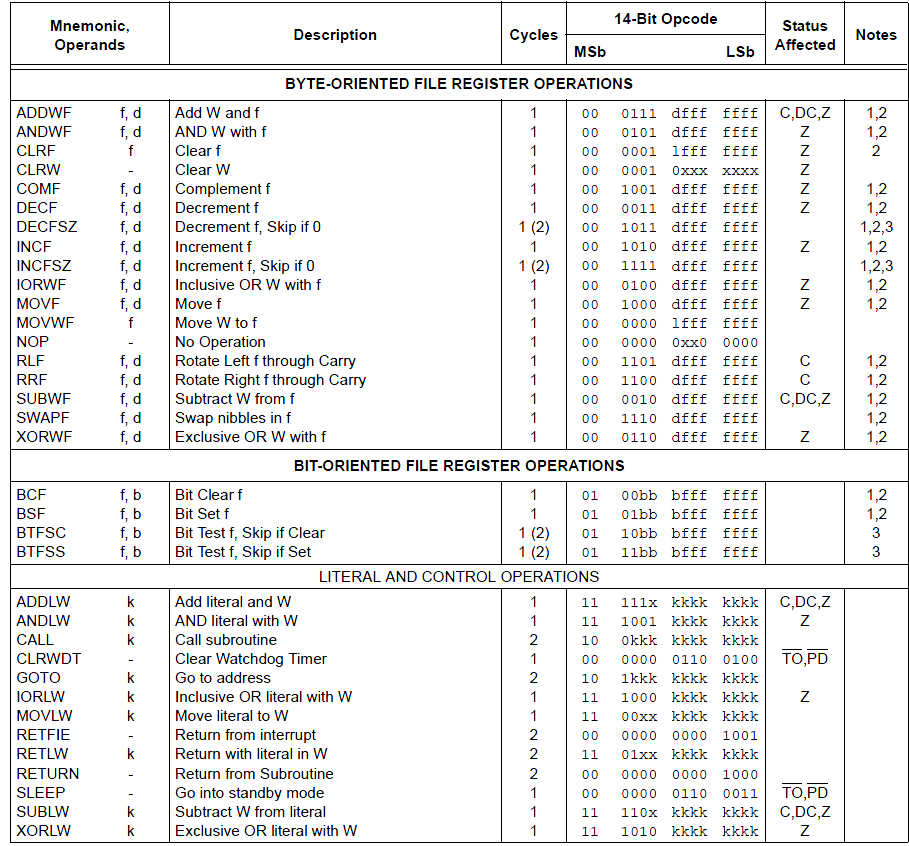 Mnemonic, Operands Description Cycles 14-Bit Opcode MSb LSb Status Affected Notes
BYTE-ORIENTED FILE REGISTER OPERATIONS
ADDWF f, d Add W and f 1 00 0111 dfff ffff C,DC,Z 1,2
ANDWF f, d AND W with f 1 00 0101 dfff ffff Z 1,2
CLRF f Clear f 1 00 0001 lfff ffff Z 2
CLRW - Clear W 1 00 0001 0xxx xxxx Z
COMF f, d Complement f 1 00 1001 dfff ffff Z 1,2
DECF f, d Decrement f 1 00 0011 dfff ffff Z 1,2
DECFSZ f, d Decrement f, Skip if 0 1 (2) 00 1011 dfff ffff 1,2,3
INCF f, d Increment f 1 00 1010 dfff ffff Z 1,2
INCFSZ f, d Increment f, Skip if 0 1 (2) 00 1111 dfff ffff 1,2,3
IORWF f, d Inclusive OR W with f 1 00 0100 dfff ffff Z 1,2
MOVF f, d Move f 1 00 1000 dfff ffff Z 1,2
MOVWF f Move W to f 1 00 0000 lfff ffff
NOP - No Operation 1 00 0000 0xx0 0000
RLF f, d Rotate Left f through Carry 1 00 1101 dfff ffff C 1,2
RRF f, d Rotate Right f through Carry 1 00 1100 dfff ffff C 1,2
SUBWF f, d Subtract W from f 1 00 0010 dfff ffff C,DC,Z 1,2
SWAPF f, d Swap nibbles in f 1 00 1110 dfff ffff 1,2
XORWF f, d Exclusive OR W with f 1 00 0110 dfff ffff Z 1,2
BIT-ORIENTED FILE REGISTER OPERATIONS
BCF f, b Bit Clear f 1 01 00bb bfff ffff 1,2
BSF f, b Bit Set f 1 01 01bb bfff ffff 1,2
BTFSC f, b Bit Test f, Skip if Clear 1 (2) 01 10bb bfff ffff 3
BTFSS f, b Bit Test f, Skip if Set 1 (2) 01 11bb bfff ffff 3
LITERAL AND CONTROL OPERATIONS
ADDLW k Add literal and W 1 11 111x kkkk kkkk C,DC,Z
ANDLW k AND literal with W 1 11 1001 kkkk kkkk Z
CALL k Call subroutine 2 10 0kkk kkkk kkkk
CLRWDT - Clear Watchdog Timer 1 00 0000 0110 0100 T̅O̅,P̅D̅
GOTO k Go to address 2 10 1kkk kkkk kkkk
IORLW k Inclusive OR literal with W 1 11 1000 kkkk kkkk Z
MOVLW k Move literal to W 1 11 00xx kkkk kkkk
RETFIE - Return from interrupt 2 00 0000 0000 1001
RETLW k Return with literal in W 2 11 01xx kkkk kkkk
RETURN - Return from Subroutine 2 00 0000 0000 1000
SLEEP - Go into standby mode 1 00 0000 0110 0011 T̅O̅,P̅D̅
SUBLW k Subtract W from literal 1 11 110x kkkk kkkk C,DC,Z
XORLW k Exclusive OR literal with W 1 11 1010 kkkk kkkk Z